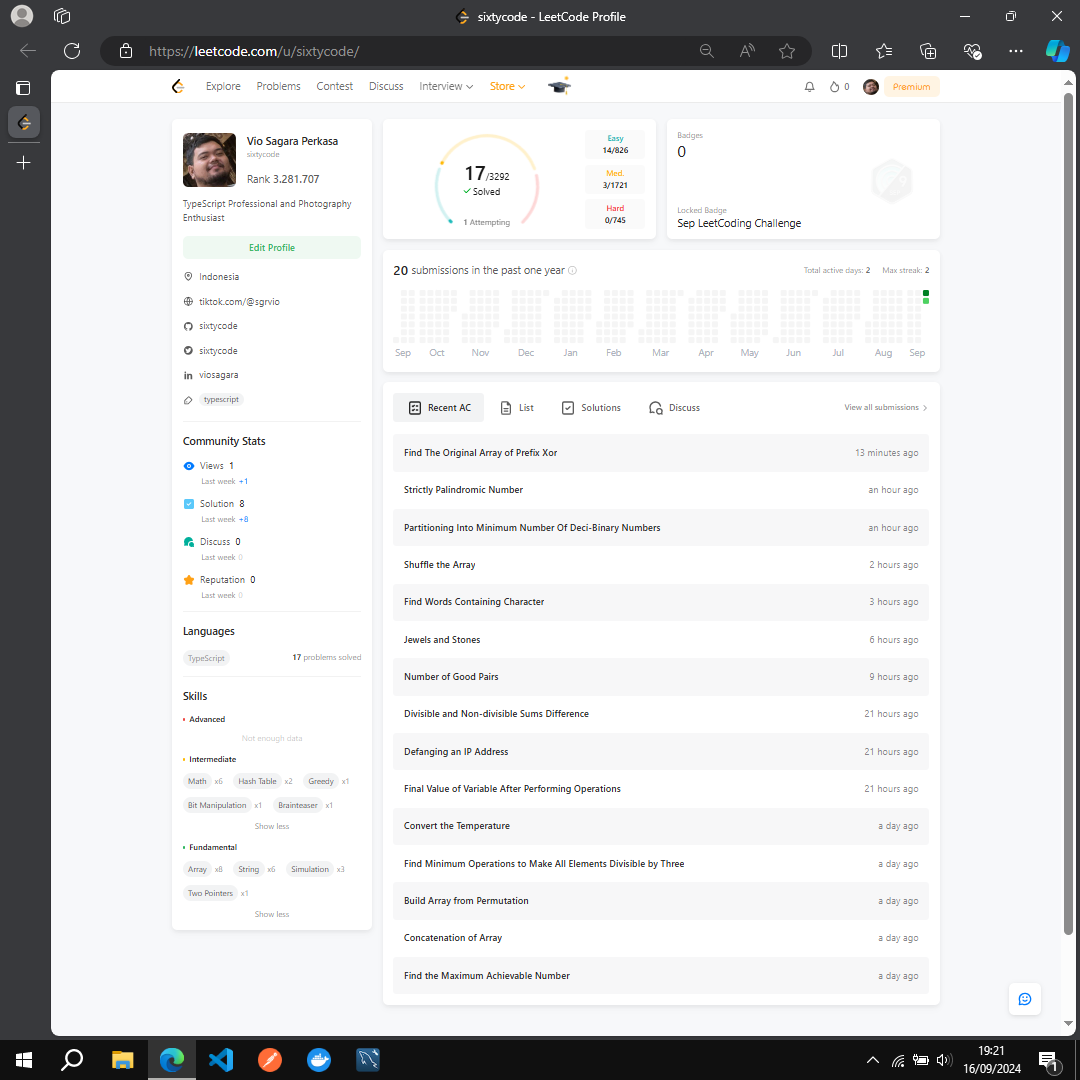 sixtycode - LeetCode Profile
https://leetcode.com/u/sixtycode/
Explore Problems Contest Discuss Interview Store
0 Premium
Vio Sagara Perkasa
sixtycode
Rank 3.281.707
TypeScript Professional and Photography
Enthusiast
Edit Profile
Indonesia
tiktok.com/@sgrvio
sixtycode
sixtycode
viosagara
typescript
Community Stats
Views 1
Last week +1
Solution 8
Last week +8
Discuss 0
Last week 0
Reputation 0
Last week 0
Languages
TypeScript 17 problems solved
Skills
Advanced
Not enough data
Intermediate
Math x6 Hash Table x2 Greedy x1
Bit Manipulation x1 Brainteaser x1
Show less
Fundamental
Array x8 String x6 Simulation x3
Two Pointers x1
Show less
17/3292
Solved
1 Attempting
Easy
14/826
Med.
3/1721
Hard
0/745
Badges
0
Locked Badge
Sep LeetCoding Challenge
20 submissions in the past one year
Total active days: 2 Max streak: 2
Sep Oct Nov Dec Jan Feb Mar Apr May Jun Jul Aug Sep
Recent AC List Solutions Discuss View all submissions
Find The Original Array of Prefix Xor 13 minutes ago
Strictly Palindromic Number an hour ago
Partitioning Into Minimum Number Of Deci-Binary Numbers an hour ago
Shuffle the Array 2 hours ago
Find Words Containing Character 3 hours ago
Jewels and Stones 6 hours ago
Number of Good Pairs 9 hours ago
Divisible and Non-divisible Sums Difference 21 hours ago
Defanging an IP Address 21 hours ago
Final Value of Variable After Performing Operations 21 hours ago
Convert the Temperature a day ago
Find Minimum Operations to Make All Elements Divisible by Three a day ago
Build Array from Permutation a day ago
Concatenation of Array a day ago
Find the Maximum Achievable Number a day ago
19:21
16/09/2024
1